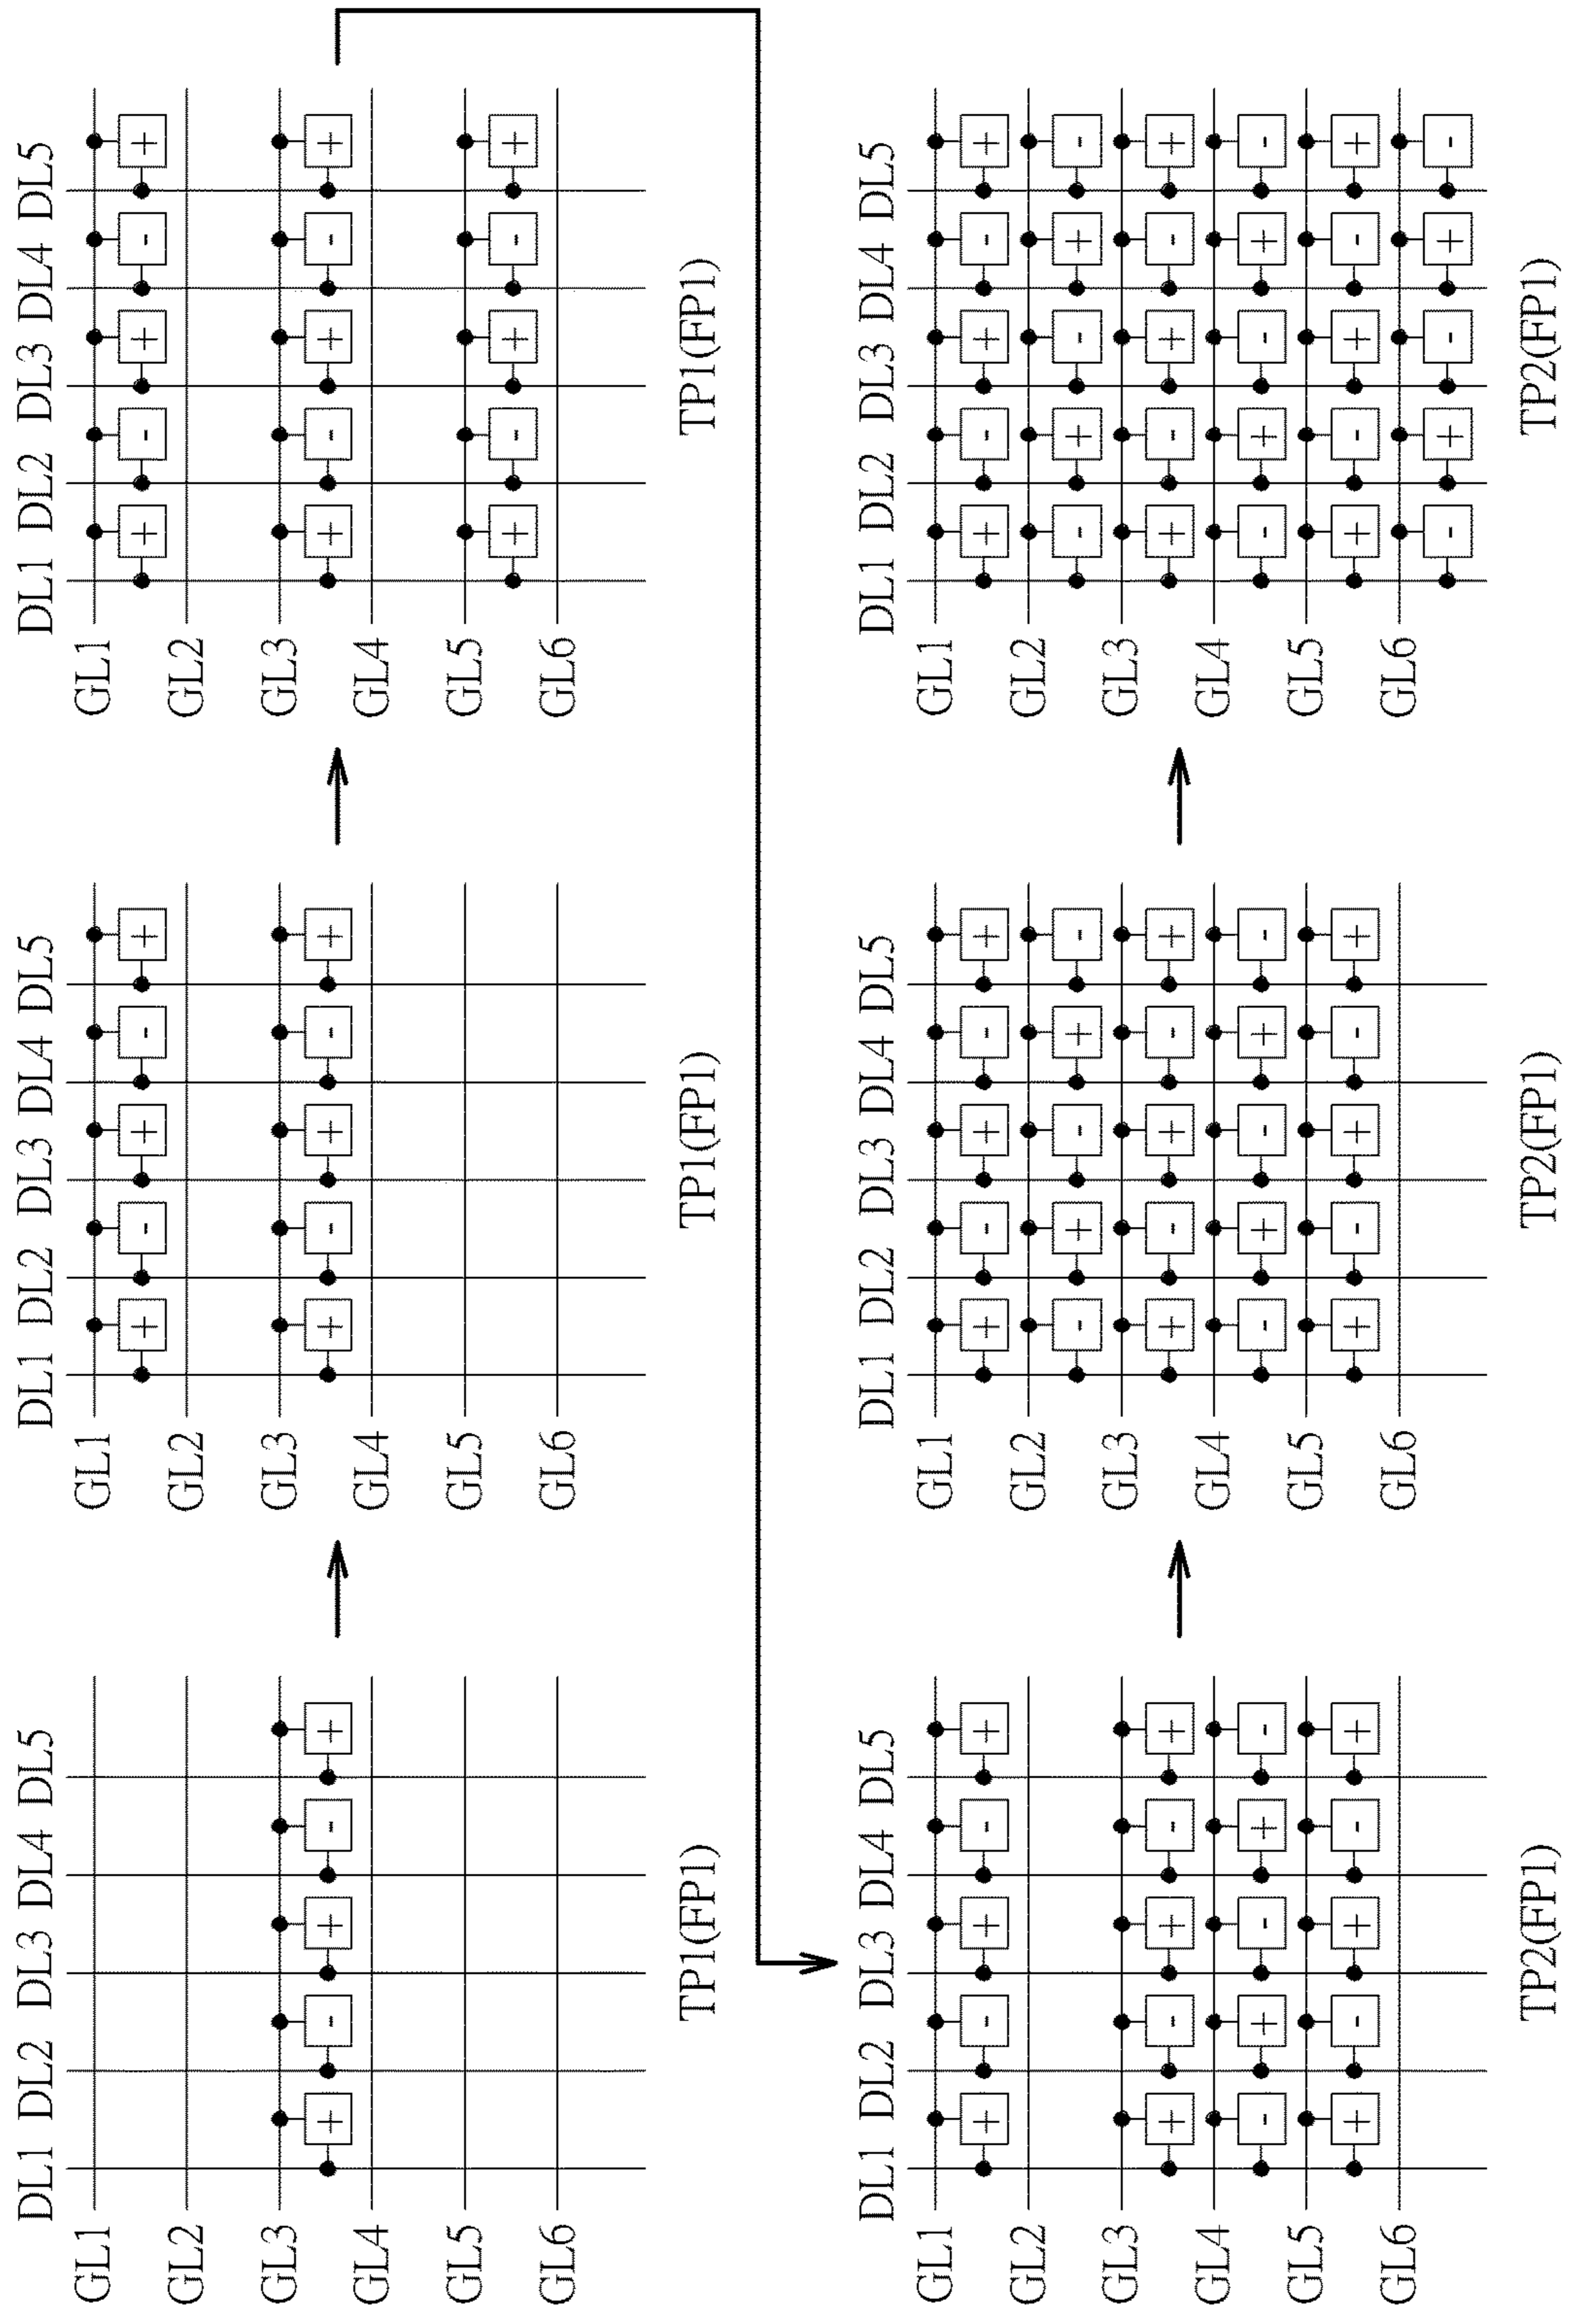 DL1 DL2 DL3 DL4 DL5
GL1
GL2
GL3
+ - + - +
GL4
GL5
GL6
TP1(FP1)
DL1 DL2 DL3 DL4 DL5
GL1
+ - + - +
GL2
GL3
+ - + - +
GL4
GL5
GL6
TP1(FP1)
DL1 DL2 DL3 DL4 DL5
GL1
+ - + - +
GL2
GL3
+ - + - +
GL4
GL5
+ - + - +
GL6
TP1(FP1)
DL1 DL2 DL3 DL4 DL5
GL1
+ - + - +
GL2
GL3
+ - + - +
GL4
- + - + -
GL5
+ - + - +
GL6
TP2(FP1)
DL1 DL2 DL3 DL4 DL5
GL1
+ - + - +
GL2
- + - + -
GL3
+ - + - +
GL4
- + - + -
GL5
+ - + - +
GL6
TP2(FP1)
DL1 DL2 DL3 DL4 DL5
GL1
+ - + - +
GL2
- + - + -
GL3
+ - + - +
GL4
- + - + -
GL5
+ - + - +
GL6
- + - + -
TP2(FP1)